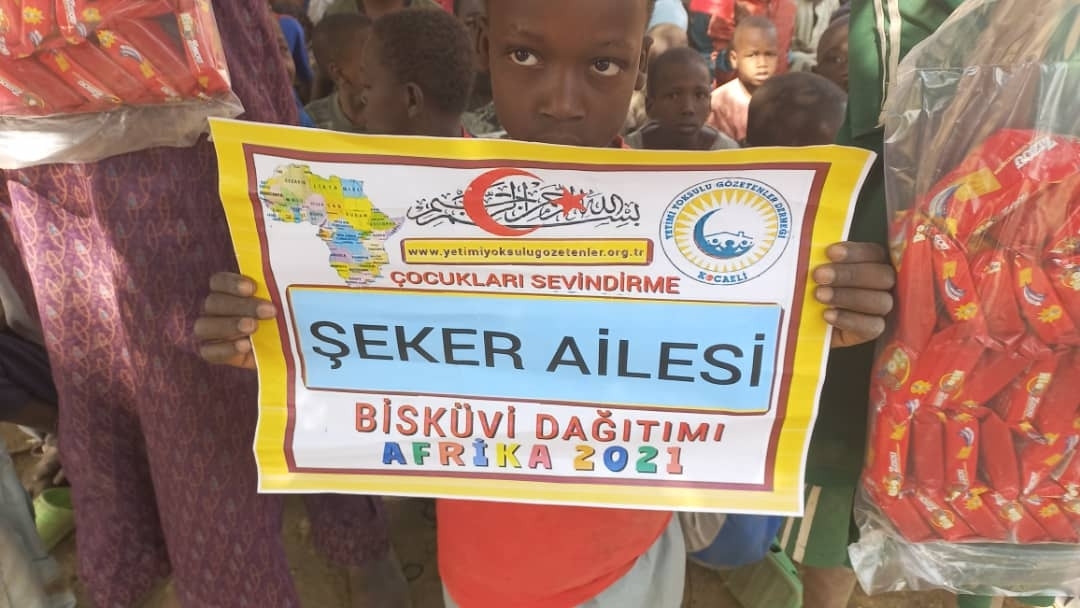 بسم الله الرحمن الرحيم
www.yetimiyoksulugozetenler.org.tr
YETİMİ YOKSULU GÖZETENLER DERNEĞİ
KOCAELİ
ÇOCUKLARI SEVİNDİRME
ŞEKER AİLESİ
BİSKÜVİ DAĞITIMI
AFRİKA 2021